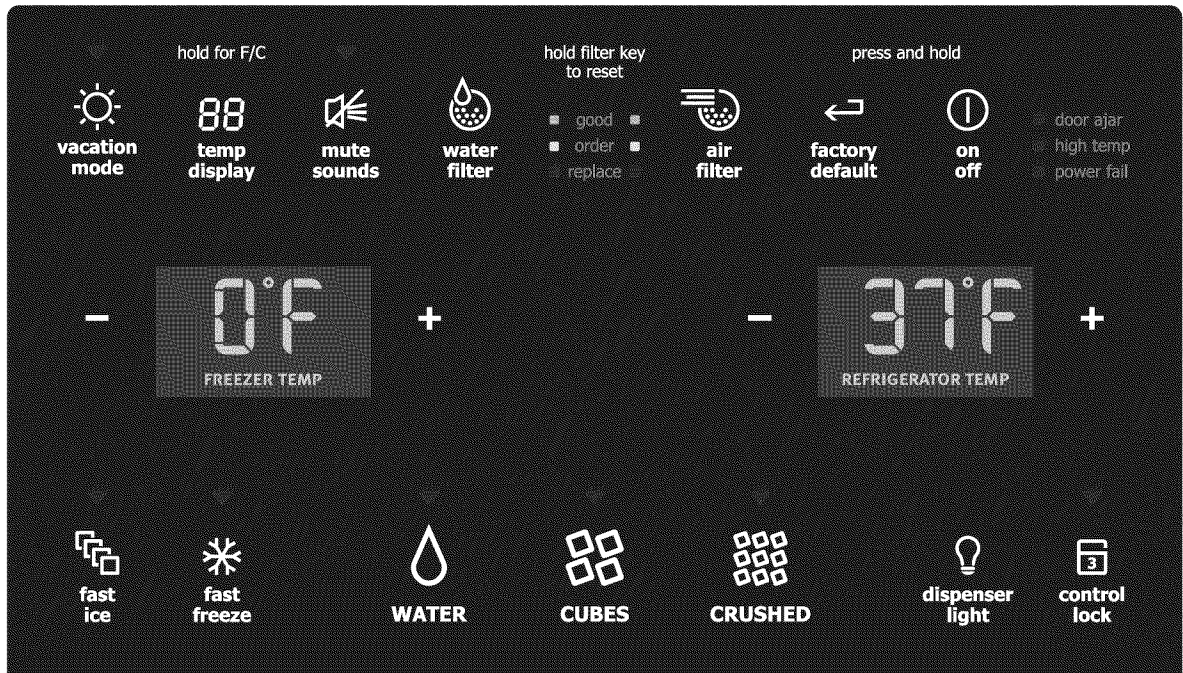 hold for F/C
hold filter key
to reset
press and hold
88
vacation
mode
temp
display
mute
sounds
water
filter
good
order
replace
air
filter
factory
default
on
off
door ajar
high temp
power fail
–
0°F
FREEZER TEMP
+
–
37°F
REFRIGERATOR TEMP
+
fast
ice
fast
freeze
WATER
CUBES
CRUSHED
dispenser
light
3
control
lock